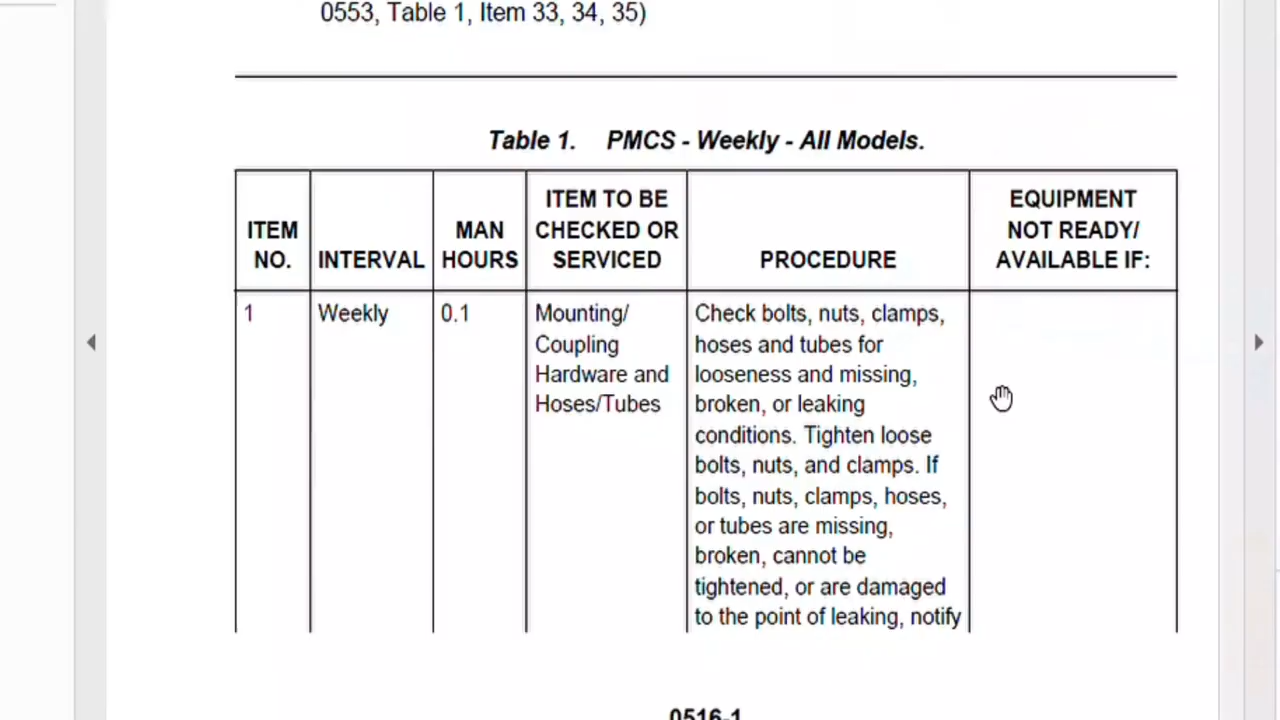 0553, Table 1, Item 33, 34, 35)
Table 1. PMCS - Weekly - All Models.
ITEM
NO.
INTERVAL
MAN
HOURS
ITEM TO BE
CHECKED OR
SERVICED
PROCEDURE
EQUIPMENT
NOT READY/
AVAILABLE IF:
1
Weekly
0.1
Mounting/
Coupling
Hardware and
Hoses/Tubes
Check bolts, nuts, clamps,
hoses and tubes for
looseness and missing,
broken, or leaking
conditions. Tighten loose
bolts, nuts, and clamps. If
bolts, nuts, clamps, hoses,
or tubes are missing,
broken, cannot be
tightened, or are damaged
to the point of leaking, notify
0516-1